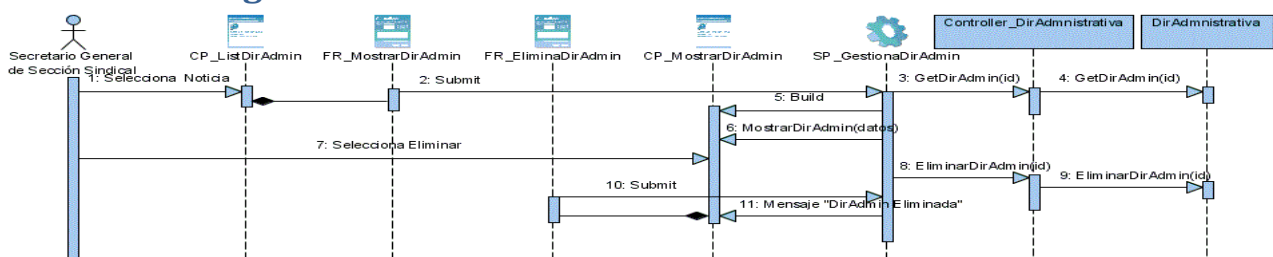 Controller_DirAdmnistrativa
DirAdmnistrativa
Secretario General
de Sección Sindical
CP_ListDirAdmin
FR_MostrarDirAdmin
FR_EliminaDirAdmin
CP_MostrarDirAdmin
SP_GestionaDirAdmin
1: Selecciona Noticia
2: Submit
3: GetDirAdmin(id)
4: GetDirAdmin(id)
5: Build
6: MostrarDirAdmin(datos)
7: Selecciona Eliminar
8: EliminarDirAdmin(id)
9: EliminarDirAdmin(id)
10: Submit
11: Mensaje "DirAdmin Eliminada"